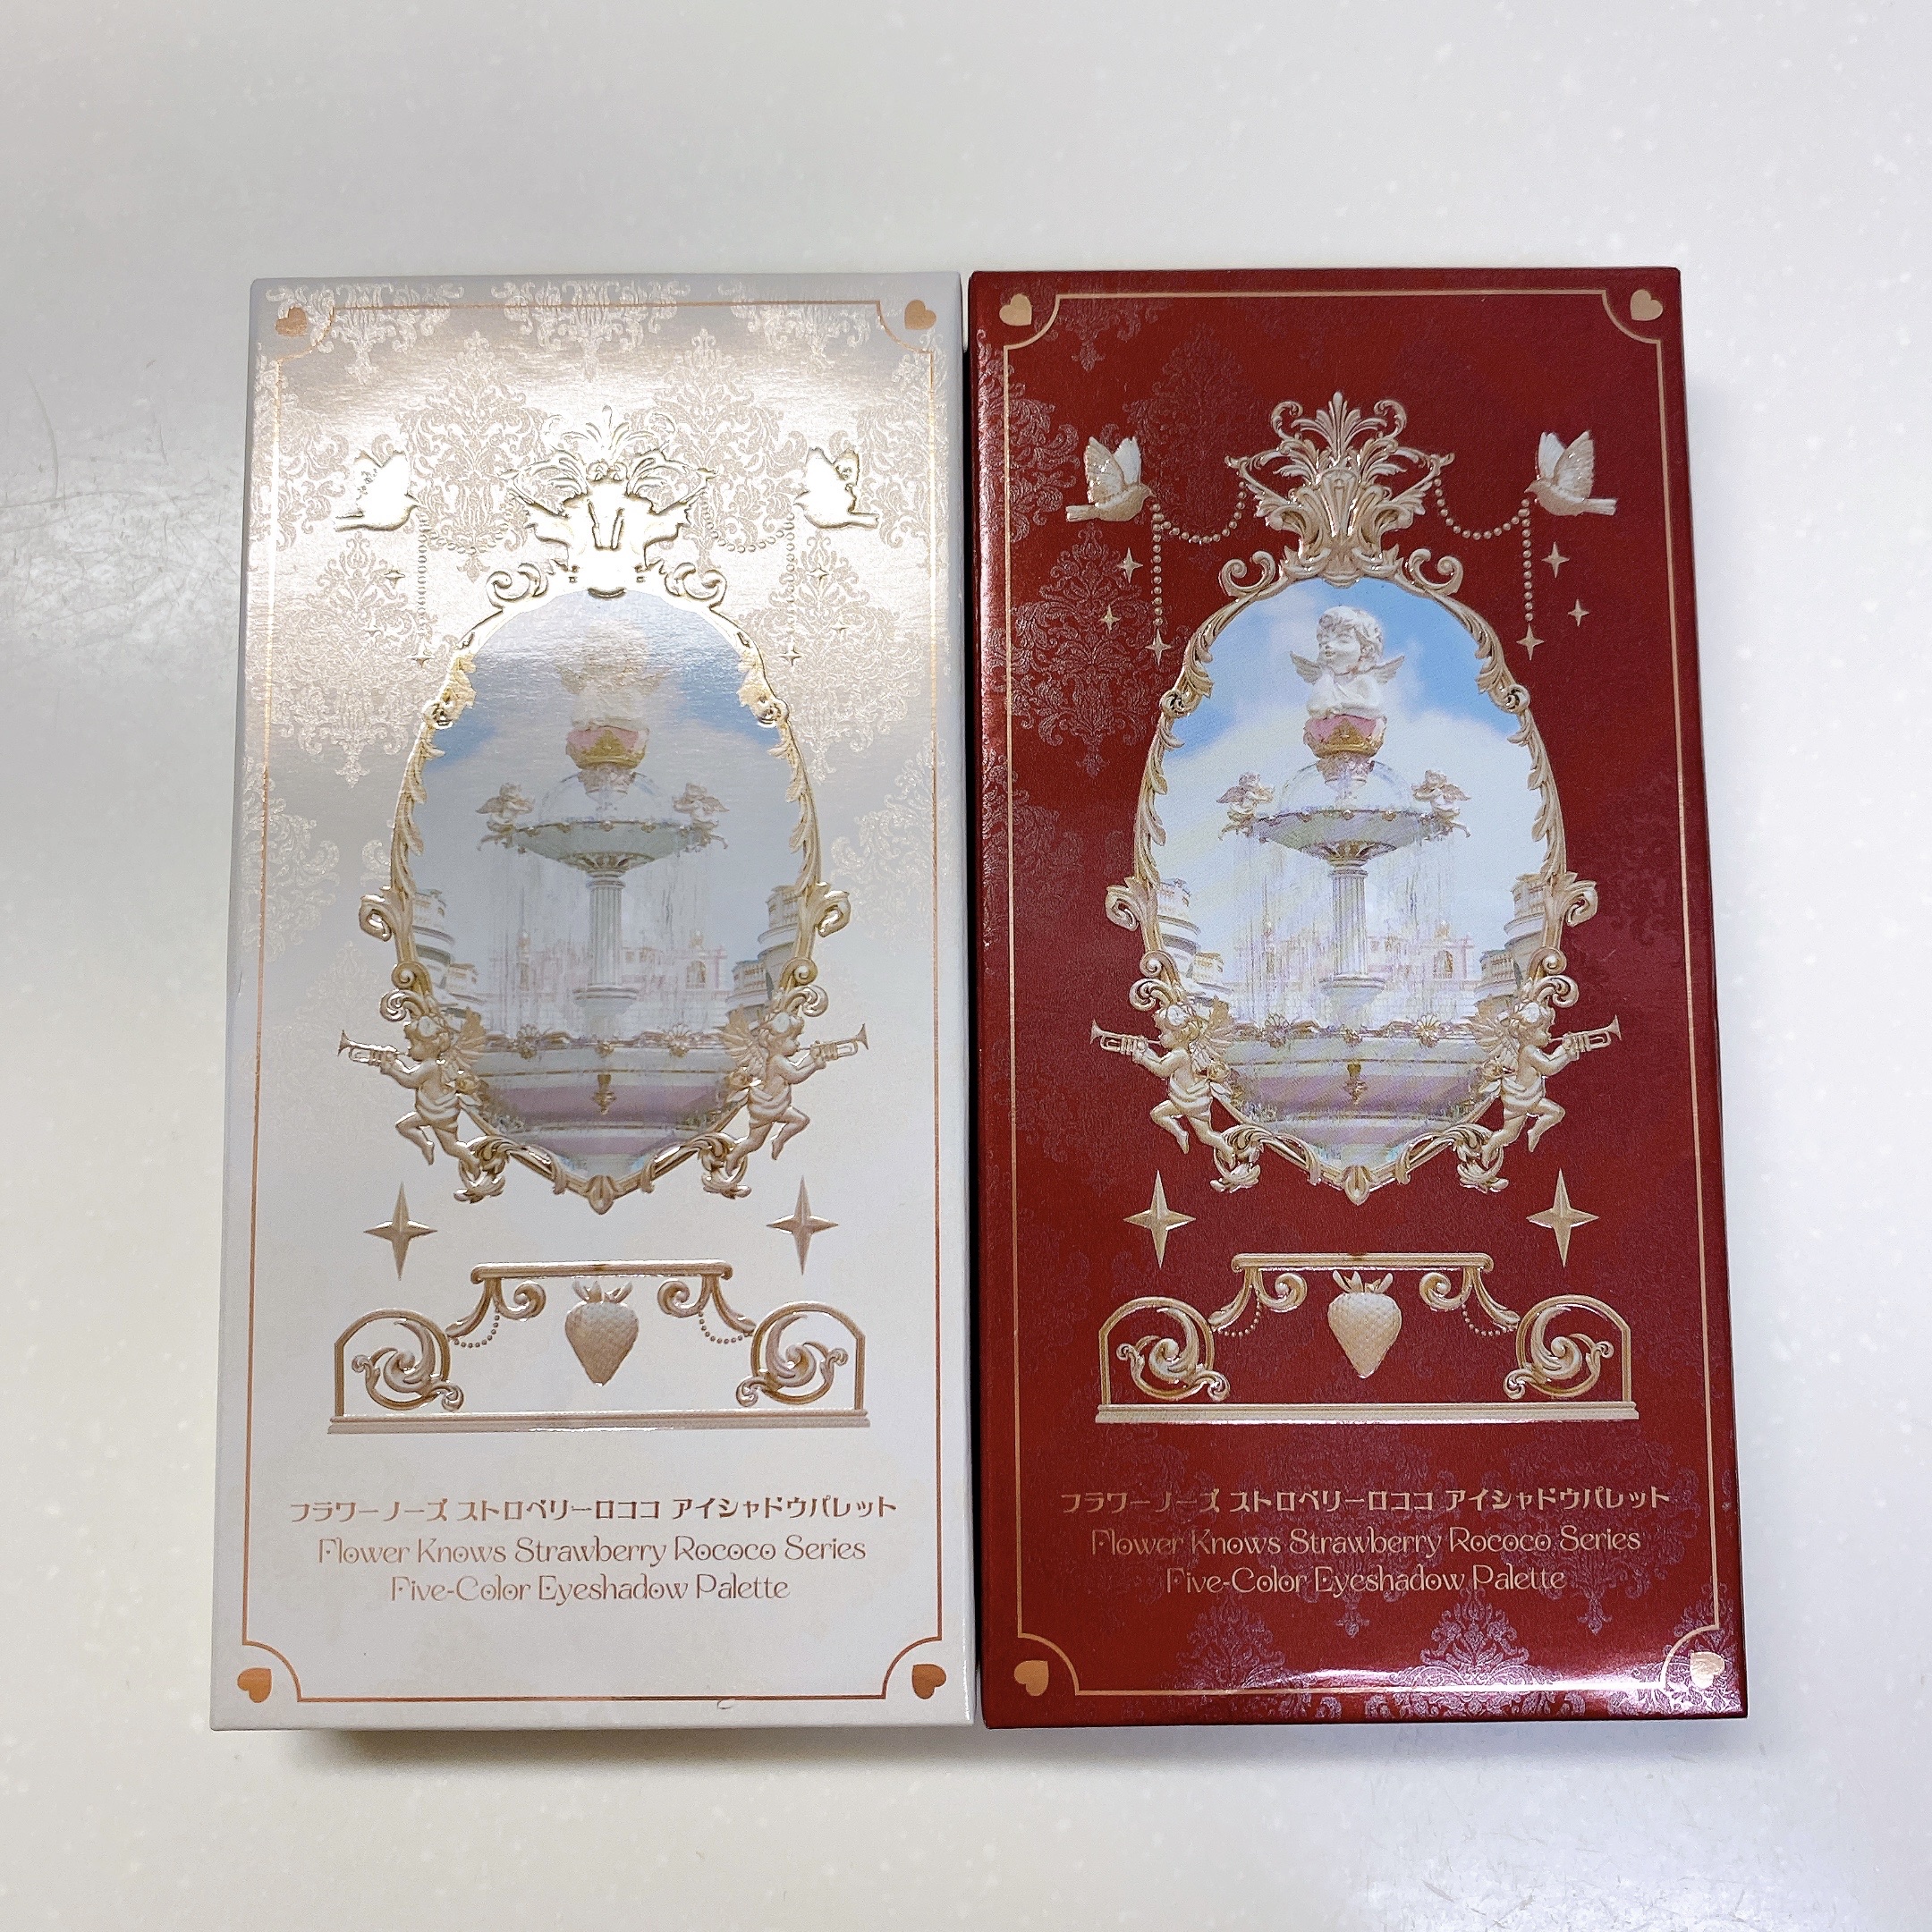 フラワーノーズ ストロベリーロココ アイシャドウパレット
Flower Knows Strawberry Rococo Series
Five-Color Eyeshadow Palette
フラワーノーズ ストロベリーロココ アイシャドウパレット
Flower Knows Strawberry Rococo Series
Five-Color Eyeshadow Palette